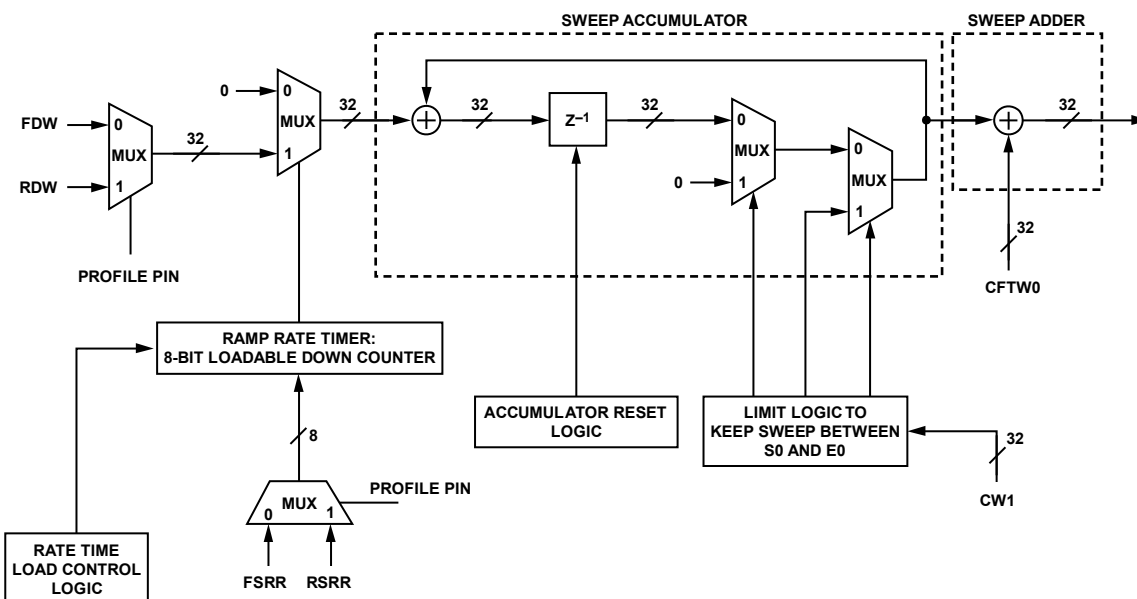 SWEEP ACCUMULATOR
SWEEP ADDER
FDW
RDW
0
MUX
1
32
PROFILE PIN
0
0
MUX
1
32
32
Z–1
32
0
MUX
1
0
0
MUX
1
32
32
CFTW0
RAMP RATE TIMER:
8-BIT LOADABLE DOWN COUNTER
ACCUMULATOR RESET
LOGIC
LIMIT LOGIC TO
KEEP SWEEP BETWEEN
S0 AND E0
32
CW1
8
MUX
0
1
PROFILE PIN
FSRR
RSRR
RATE TIME
LOAD CONTROL
LOGIC